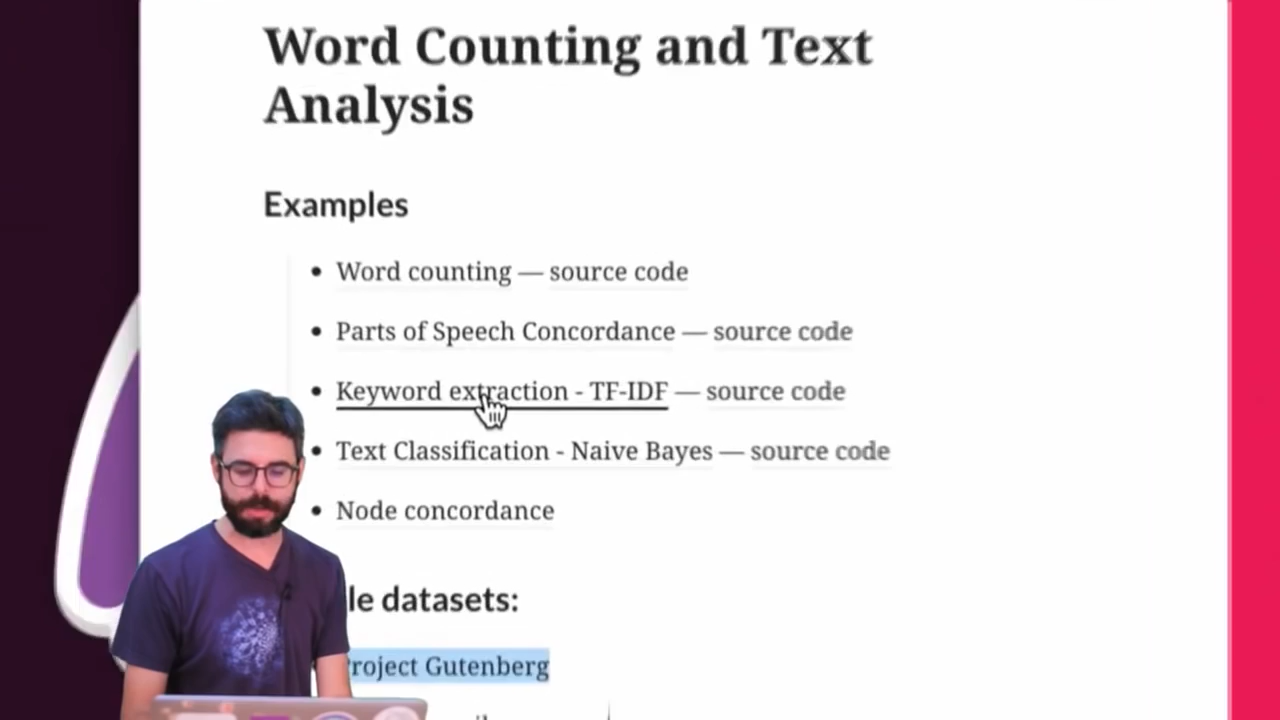 Word Counting and Text
Analysis
Examples
Word counting — source code
Parts of Speech Concordance — source code
Keyword extraction - TF-IDF — source code
Text Classification - Naive Bayes — source code
Node concordance
le datasets:
roject Gutenberg